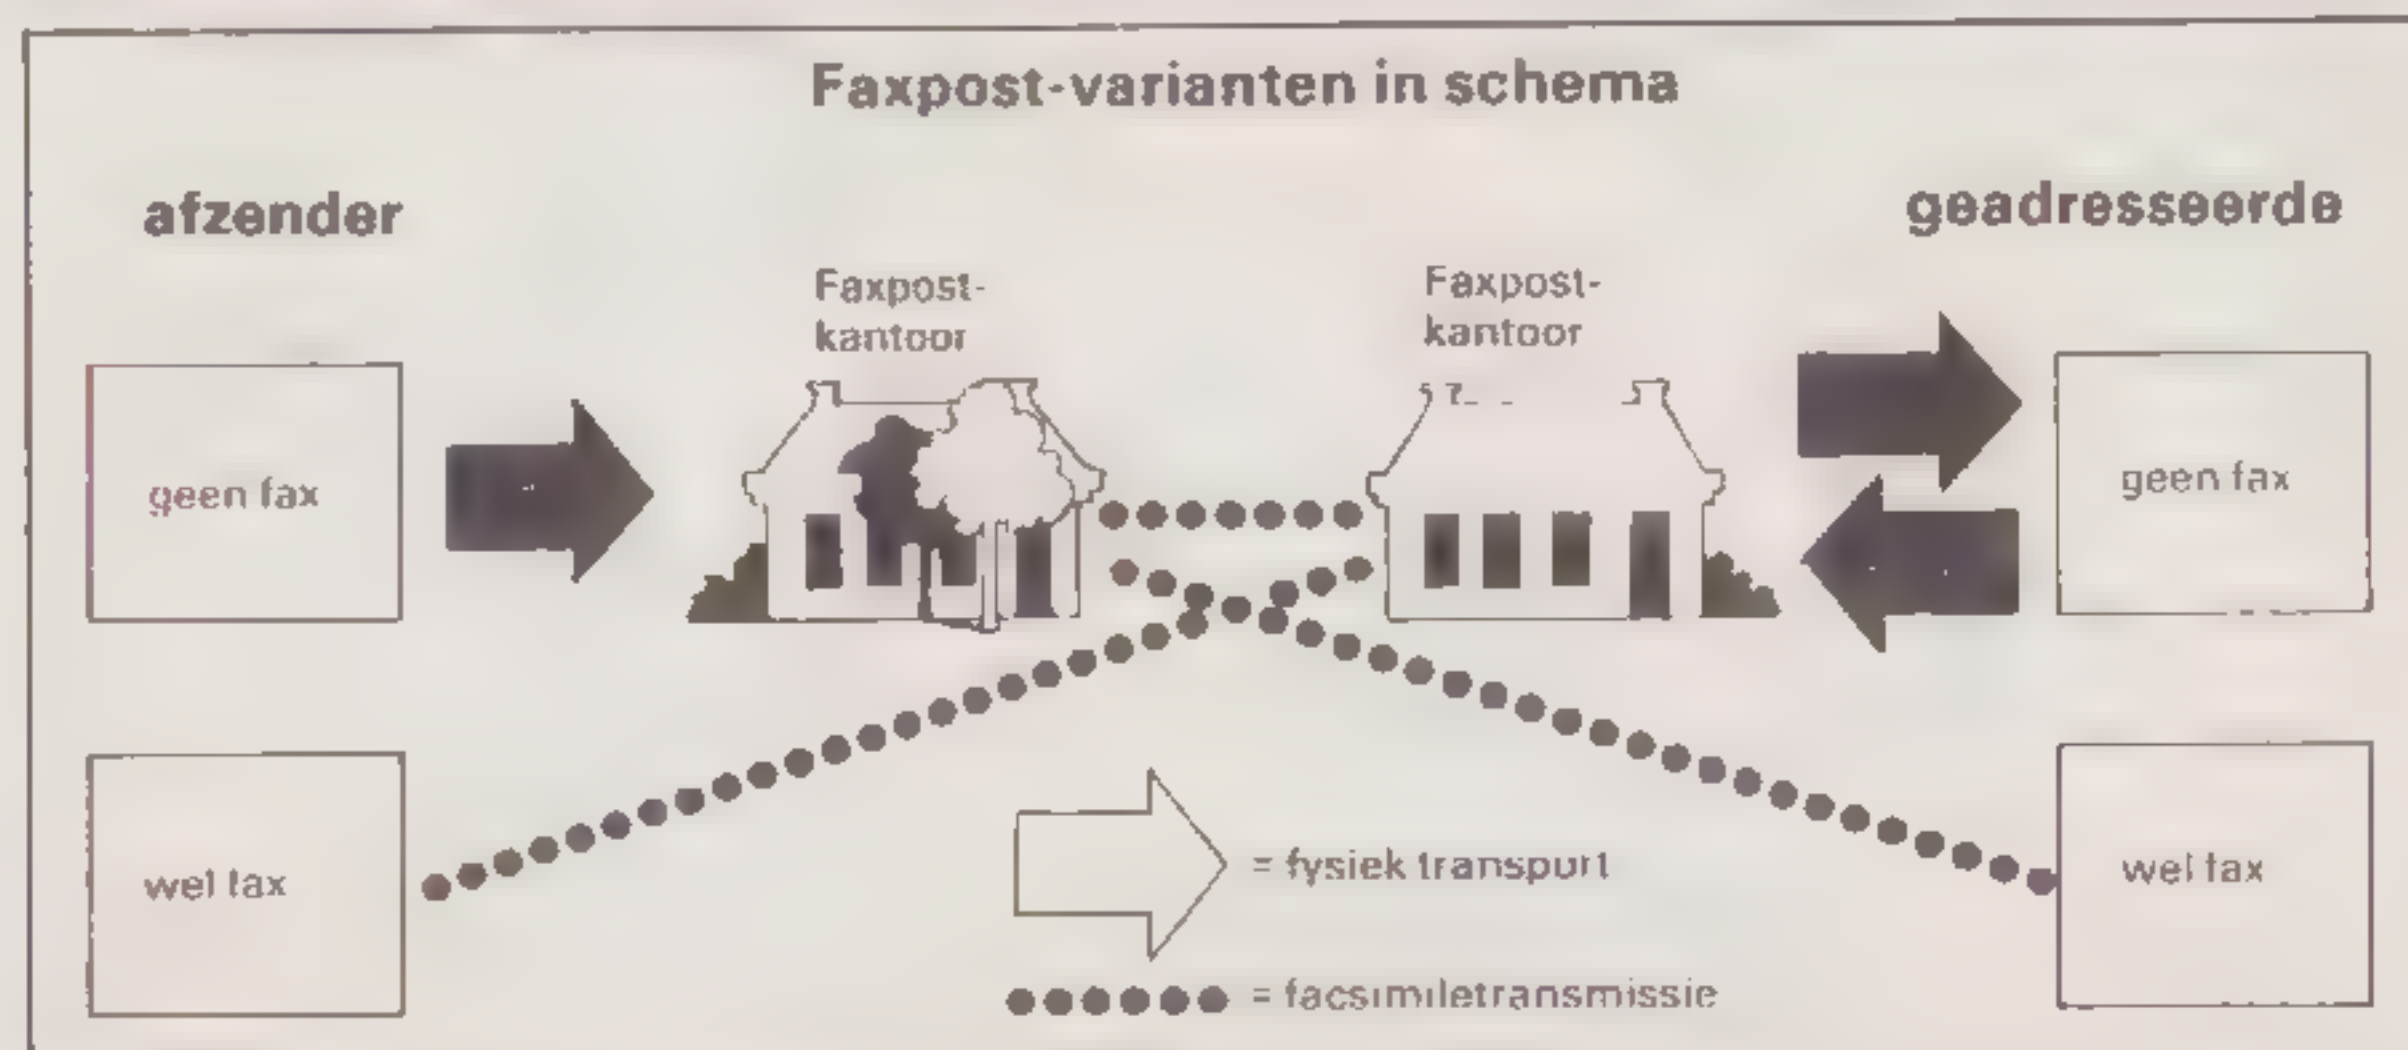 Faxpost-varianten in schema
afzender
geadresseerde
Faxpost-
kantoor
Faxpost-
kantoor
geen fax
geen fax
wel fax
wel fax
= fysiek transport
= facsimiletransmissie